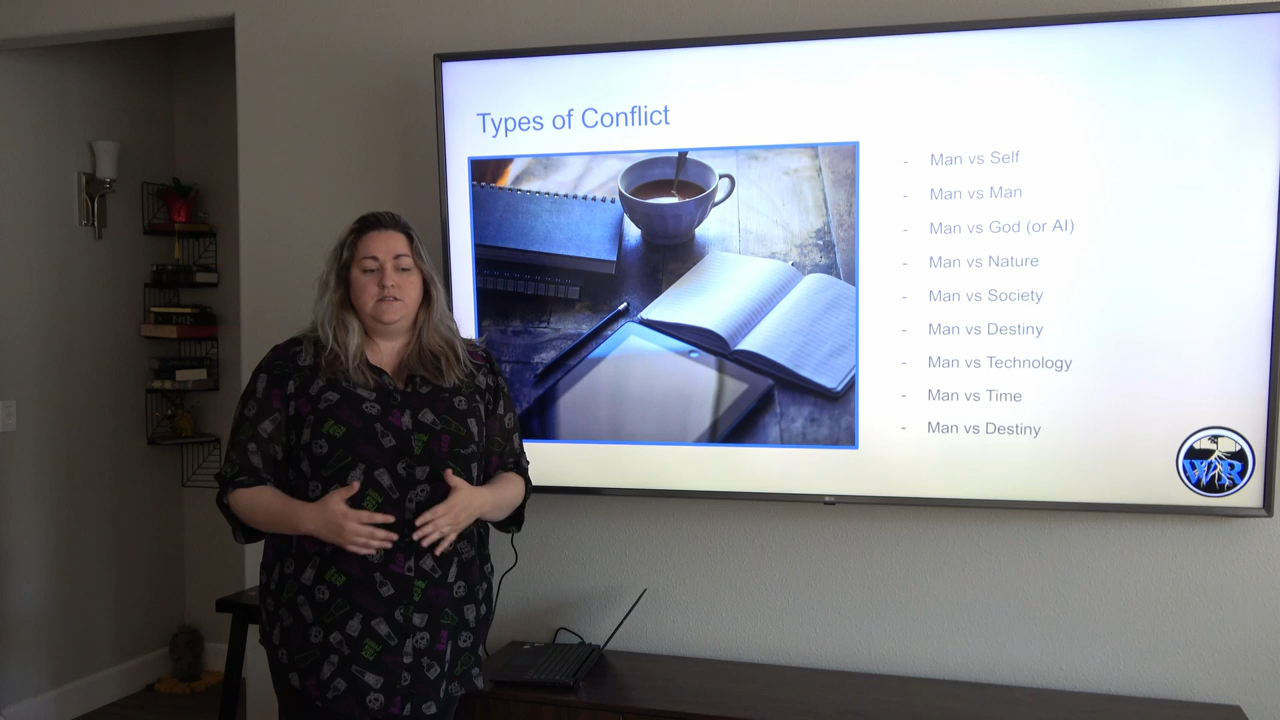 Types of Conflict
- Man vs Self
- Man vs Man
- Man vs God (or AI)
- Man vs Nature
- Man vs Society
- Man vs Destiny
- Man vs Technology
- Man vs Time
- Man vs Destiny